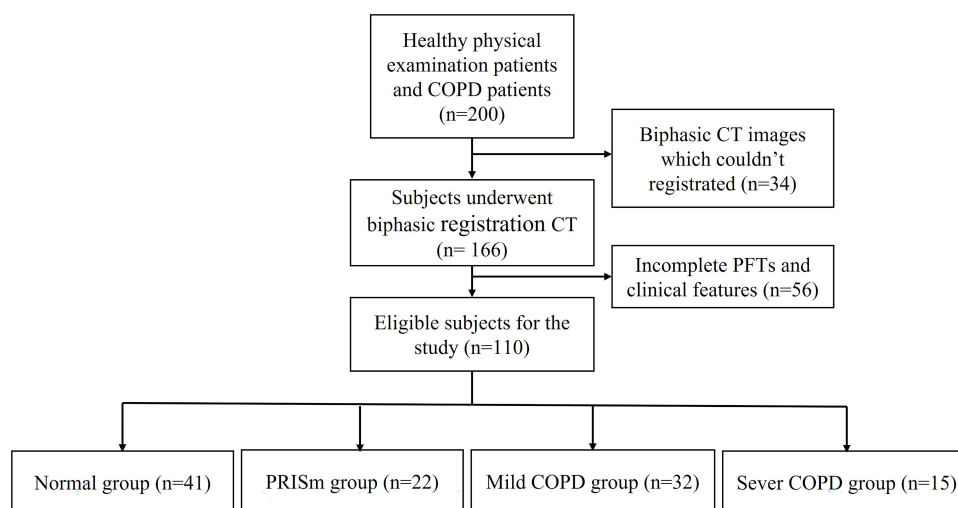 Healthy physical
examination patients
and COPD patients
(n=200)
Biphasic CT images
which couldn't
registrated (n=34)
Subjects underwent
biphasic registration CT
(n= 166)
Incomplete PFTs and
clinical features (n=56)
Eligible subjects for the
study (n=110)
Normal group (n=41)
PRISm group (n=22)
Mild COPD group (n=32)
Sever COPD group (n=15)